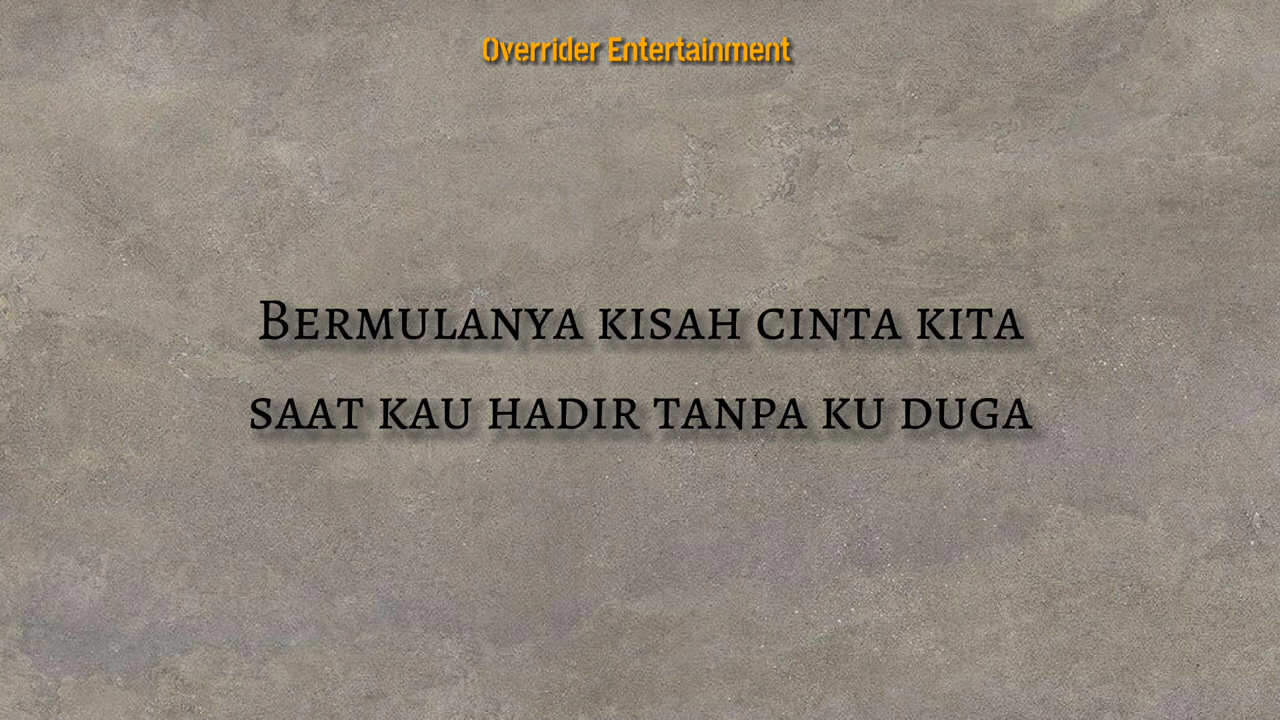 Overrider Entertainment
Bermulanya kisah cinta kita
saat kau hadir tanpa ku duga